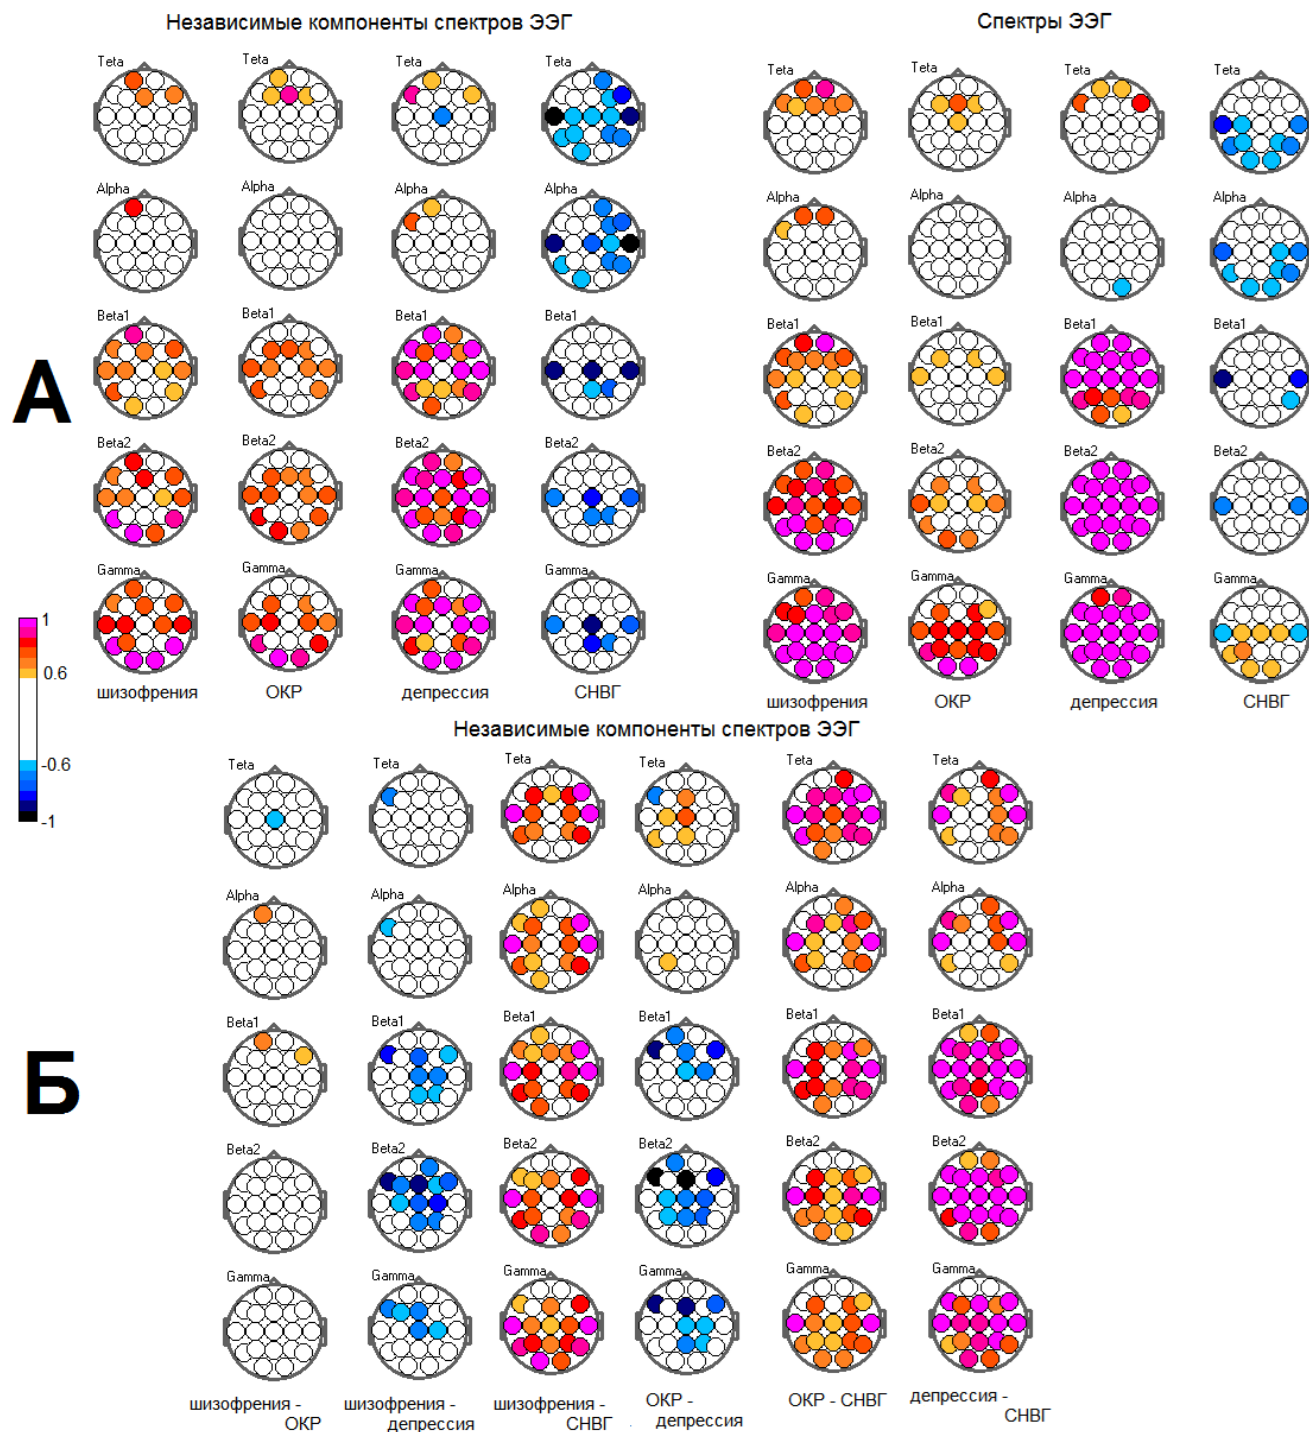 Независимые компоненты спектров ЭЭГ
Спектры ЭЭГ
Teta Teta Teta Teta Teta Teta Teta Teta
Alpha Alpha Alpha Alpha Alpha Alpha Alpha Alpha
Beta1 Beta1 Beta1 Beta1 Beta1 Beta1 Beta1 Beta1
А
Beta2 Beta2 Beta2 Beta2 Beta2 Beta2 Beta2 Beta2
Gamma Gamma Gamma Gamma Gamma Gamma Gamma Gamma
1
0.6
-0.6
-1
шизофрения ОКР депрессия СНВГ шизофрения ОКР депрессия СНВГ
Независимые компоненты спектров ЭЭГ
Teta Teta Teta Teta Teta Teta
Alpha Alpha Alpha Alpha Alpha Alpha
Beta1 Beta1 Beta1 Beta1 Beta1 Beta1
Б
Beta2 Beta2 Beta2 Beta2 Beta2 Beta2
Gamma Gamma Gamma Gamma Gamma Gamma
шизофрения -
ОКР
шизофрения -
депрессия
шизофрения -
СНВГ
ОКР -
депрессия
ОКР - СНВГ
депрессия -
СНВГ